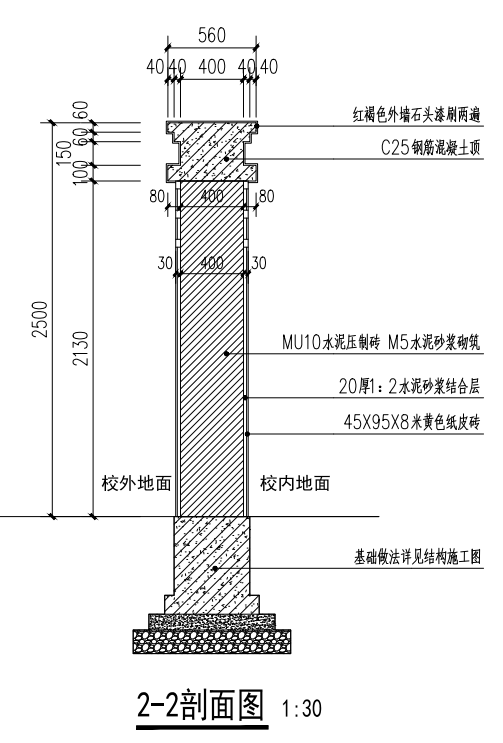 560
40 40 400 40 40
60
60
150
100
红褐色外墙石头漆刷两遍
C25钢筋混凝土顶
80 400 80
30 400 30
2500
2130
MU10水泥压制砖 M5水泥砂浆砌筑
20厚1:2水泥砂浆结合层
45X95X8米黄色纸皮砖
校外地面 校内地面
基础做法详见结构施工图
2-2剖面图 1:30